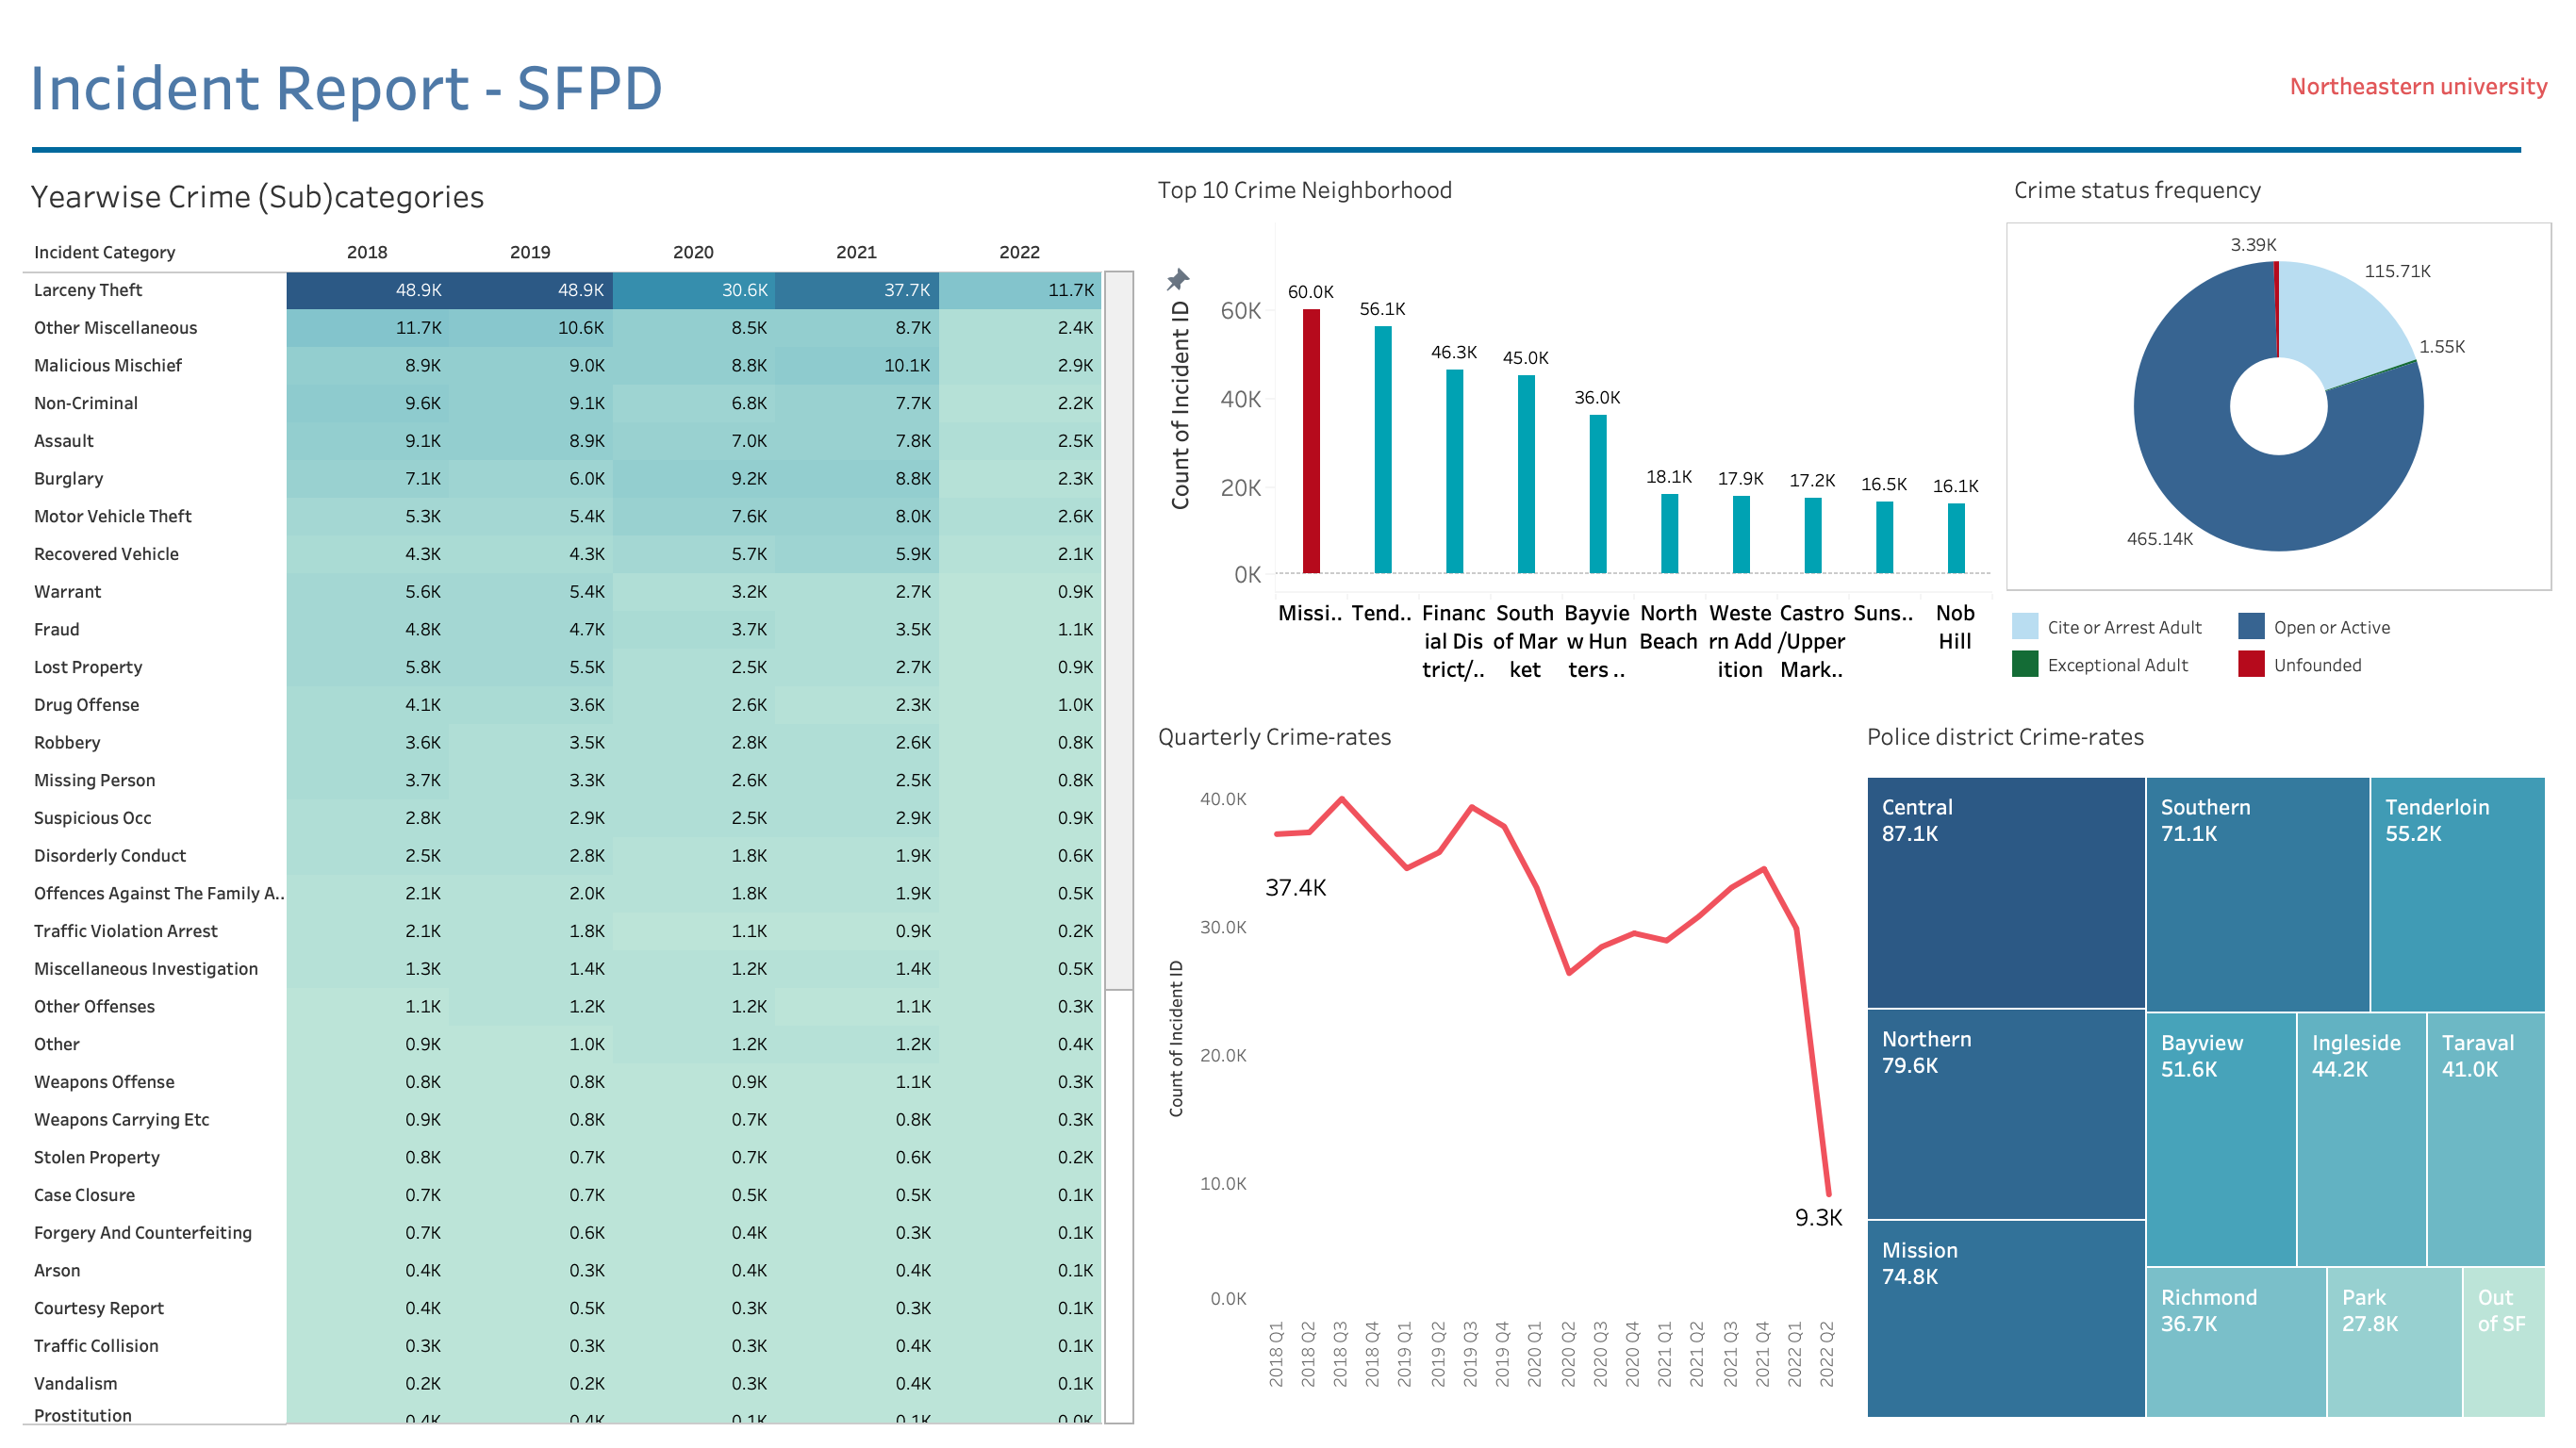 Incident Report - SFPD
Northeastern university
Yearwise Crime (Sub)categories
Incident Category 2018 2019 2020 2021 2022
Larceny Theft 48.9K 48.9K 30.6K 37.7K 11.7K
Other Miscellaneous 11.7K 10.6K 8.5K 8.7K 2.4K
Malicious Mischief 8.9K 9.0K 8.8K 10.1K 2.9K
Non-Criminal 9.6K 9.1K 6.8K 7.7K 2.2K
Assault 9.1K 8.9K 7.0K 7.8K 2.5K
Burglary 7.1K 6.0K 9.2K 8.8K 2.3K
Motor Vehicle Theft 5.3K 5.4K 7.6K 8.0K 2.6K
Recovered Vehicle 4.3K 4.3K 5.7K 5.9K 2.1K
Warrant 5.6K 5.4K 3.2K 2.7K 0.9K
Fraud 4.8K 4.7K 3.7K 3.5K 1.1K
Lost Property 5.8K 5.5K 2.5K 2.7K 0.9K
Drug Offense 4.1K 3.6K 2.6K 2.3K 1.0K
Robbery 3.6K 3.5K 2.8K 2.6K 0.8K
Missing Person 3.7K 3.3K 2.6K 2.5K 0.8K
Suspicious Occ 2.8K 2.9K 2.5K 2.9K 0.9K
Disorderly Conduct 2.5K 2.8K 1.8K 1.9K 0.6K
Offences Against The Family A.. 2.1K 2.0K 1.8K 1.9K 0.5K
Traffic Violation Arrest 2.1K 1.8K 1.1K 0.9K 0.2K
Miscellaneous Investigation 1.3K 1.4K 1.2K 1.4K 0.5K
Other Offenses 1.1K 1.2K 1.2K 1.1K 0.3K
Other 0.9K 1.0K 1.2K 1.2K 0.4K
Weapons Offense 0.8K 0.8K 0.9K 1.1K 0.3K
Weapons Carrying Etc 0.9K 0.8K 0.7K 0.8K 0.3K
Stolen Property 0.8K 0.7K 0.7K 0.6K 0.2K
Case Closure 0.7K 0.7K 0.5K 0.5K 0.1K
Forgery And Counterfeiting 0.7K 0.6K 0.4K 0.3K 0.1K
Arson 0.4K 0.3K 0.4K 0.4K 0.1K
Courtesy Report 0.4K 0.5K 0.3K 0.3K 0.1K
Traffic Collision 0.3K 0.3K 0.3K 0.4K 0.1K
Vandalism 0.2K 0.2K 0.3K 0.4K 0.1K
Prostitution 0.4K 0.4K 0.1K 0.1K 0.0K
Top 10 Crime Neighborhood
Count of Incident ID
60K
40K
20K
0K
60.0K 56.1K 46.3K 45.0K 36.0K 18.1K 17.9K 17.2K 16.5K 16.1K
Missi.. Tend.. Financ South Bayvie North Weste Castro Suns.. Nob
ial Dis of Mar w Hun Beach rn Add /Upper Hill
trict/.. ket ters .. ition Mark..
Crime status frequency
3.39K
115.71K
1.55K
465.14K
Cite or Arrest Adult Open or Active
Exceptional Adult Unfounded
Quarterly Crime-rates
Count of Incident ID
40.0K
30.0K
20.0K
10.0K
0.0K
37.4K
9.3K
2018 Q1
2018 Q2
2018 Q3
2018 Q4
2019 Q1
2019 Q2
2019 Q3
2019 Q4
2020 Q1
2020 Q2
2020 Q3
2020 Q4
2021 Q1
2021 Q2
2021 Q3
2021 Q4
2022 Q1
2022 Q2
Police district Crime-rates
Central
87.1K
Southern
71.1K
Tenderloin
55.2K
Northern
79.6K
Bayview
51.6K
Ingleside
44.2K
Taraval
41.0K
Mission
74.8K
Richmond
36.7K
Park
27.8K
Out
of SF